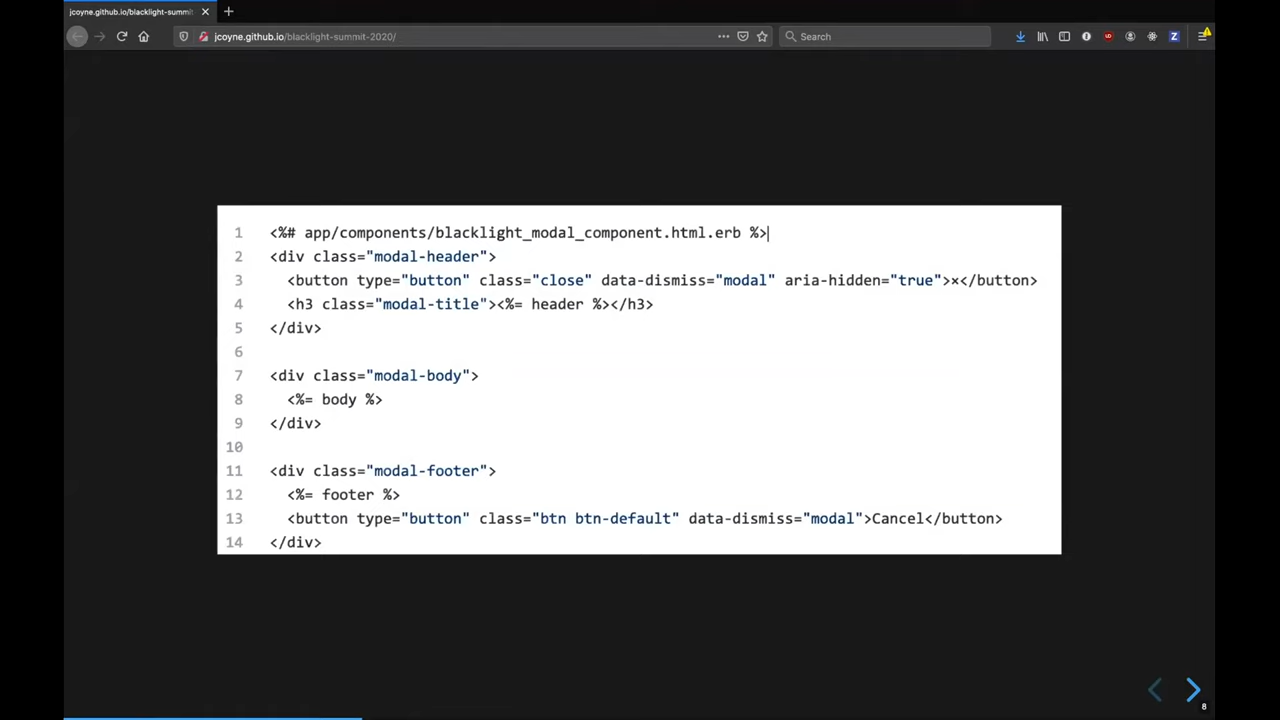 jcoyne.github.io/blacklight-summit
jcoyne.github.io/blacklight-summit-2020/
Search
1 <%# app/components/blacklight_modal_component.html.erb %>
2 <div class="modal-header">
3   <button type="button" class="close" data-dismiss="modal" aria-hidden="true">×</button>
4   <h3 class="modal-title"><%= header %></h3>
5 </div>
6
7 <div class="modal-body">
8   <%= body %>
9 </div>
10
11 <div class="modal-footer">
12   <%= footer %>
13   <button type="button" class="btn btn-default" data-dismiss="modal">Cancel</button>
14 </div>
8